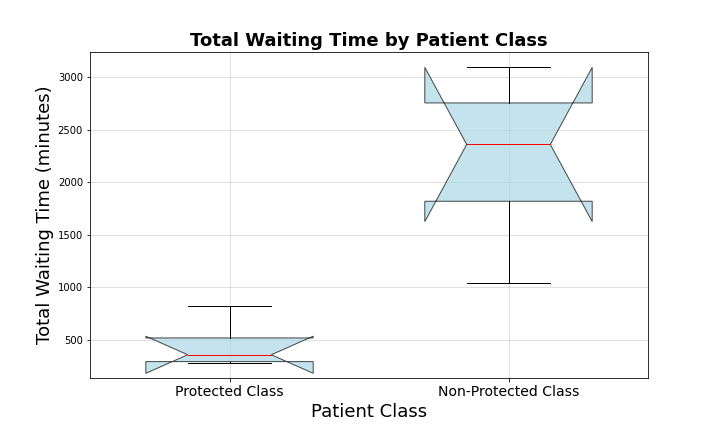 Total Waiting Time by Patient Class
Total Waiting Time (minutes)
3000
2500
2000
1500
1000
500
Protected Class
Non-Protected Class
Patient Class